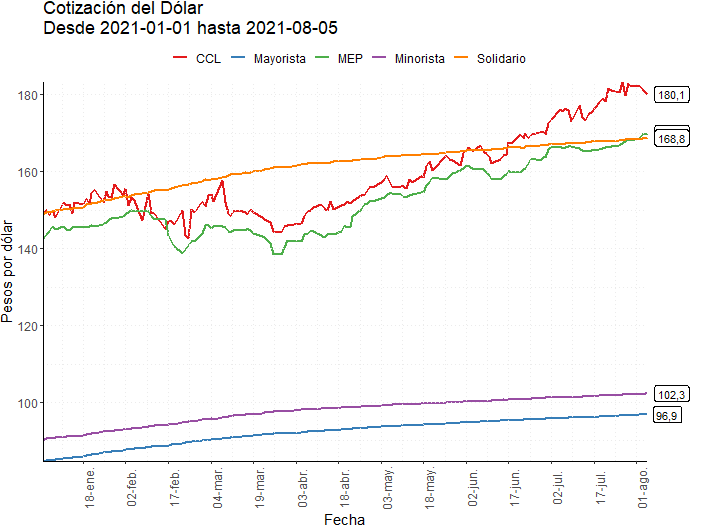 Cotización del Dólar
Desde 2021-01-01 hasta 2021-08-05
CCL Mayorista MEP Minorista Solidario
Pesos por dólar
180
160
140
120
100
180,1
168,8
102,3
96,9
18-ene. 02-feb. 17-feb. 04-mar. 19-mar. 03-abr. 18-abr. 03-may. 18-may. 02-jun. 17-jun. 02-jul. 17-jul. 01-ago.
Fecha